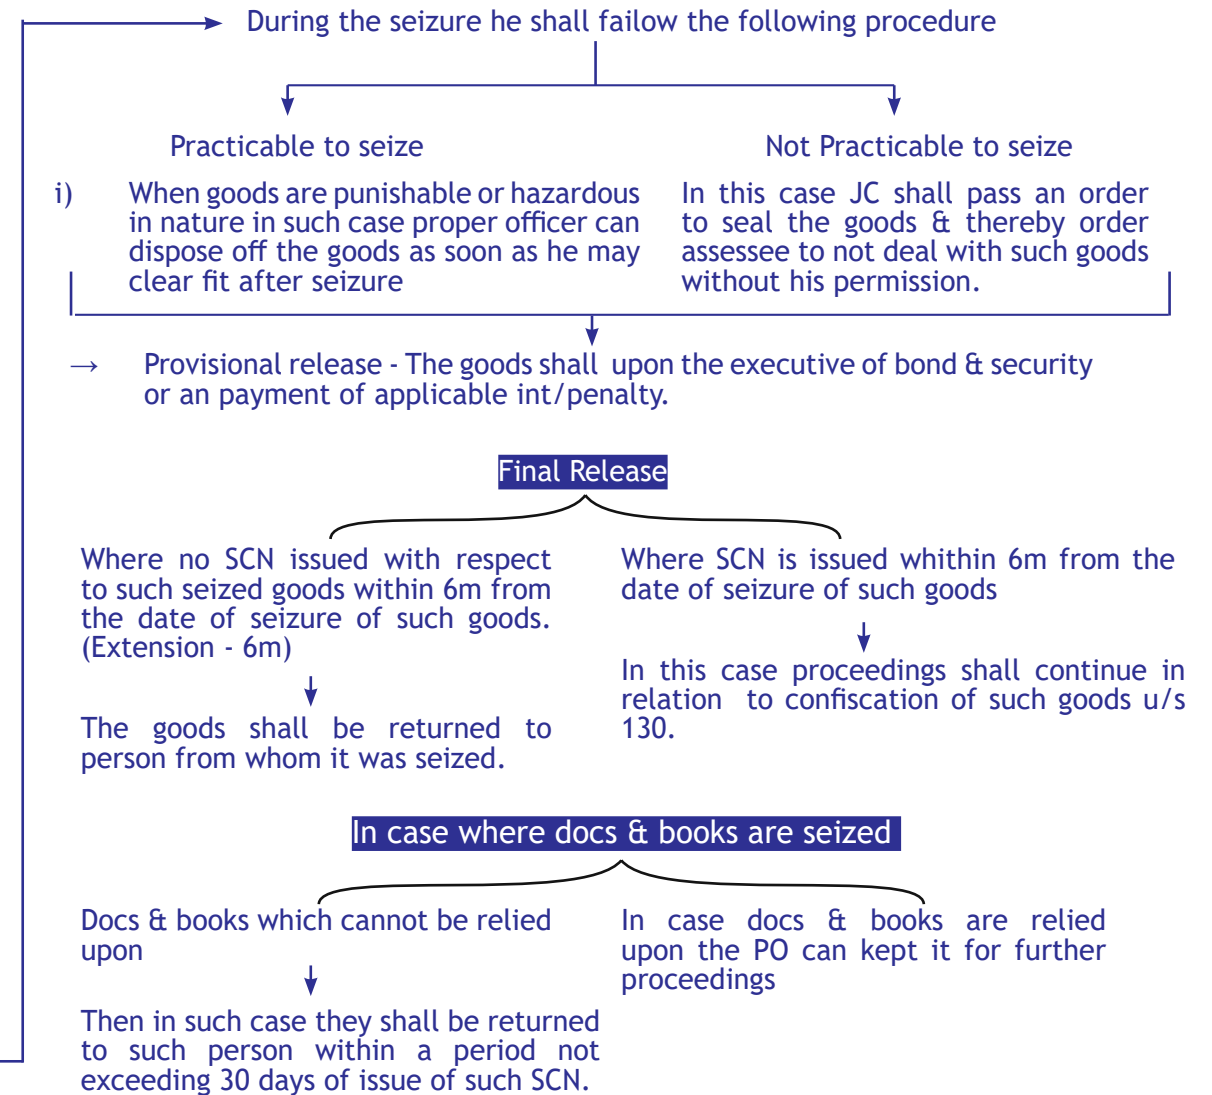 During the seizure he shall failow the following procedure
Practicable to seize
Not Practicable to seize
i) When goods are punishable or hazardous
in nature in such case proper officer can
dispose off the goods as soon as he may
clear fit after seizure
In this case JC shall pass an order
to seal the goods & thereby order
assessee to not deal with such goods
without his permission.
→ Provisional release - The goods shall upon the executive of bond & security
or an payment of applicable int/penalty.
Final Release
Where no SCN issued with respect
to such seized goods within 6m from
the date of seizure of such goods.
(Extension - 6m)
The goods shall be returned to
person from whom it was seized.
Where SCN is issued whithin 6m from the
date of seizure of such goods
In this case proceedings shall continue in
relation to confiscation of such goods u/s
130.
In case where docs & books are seized
Docs & books which cannot be relied
upon
Then in such case they shall be returned
to such person within a period not
exceeding 30 days of issue of such SCN.
In case docs & books are relied
upon the PO can kept it for further
proceedings